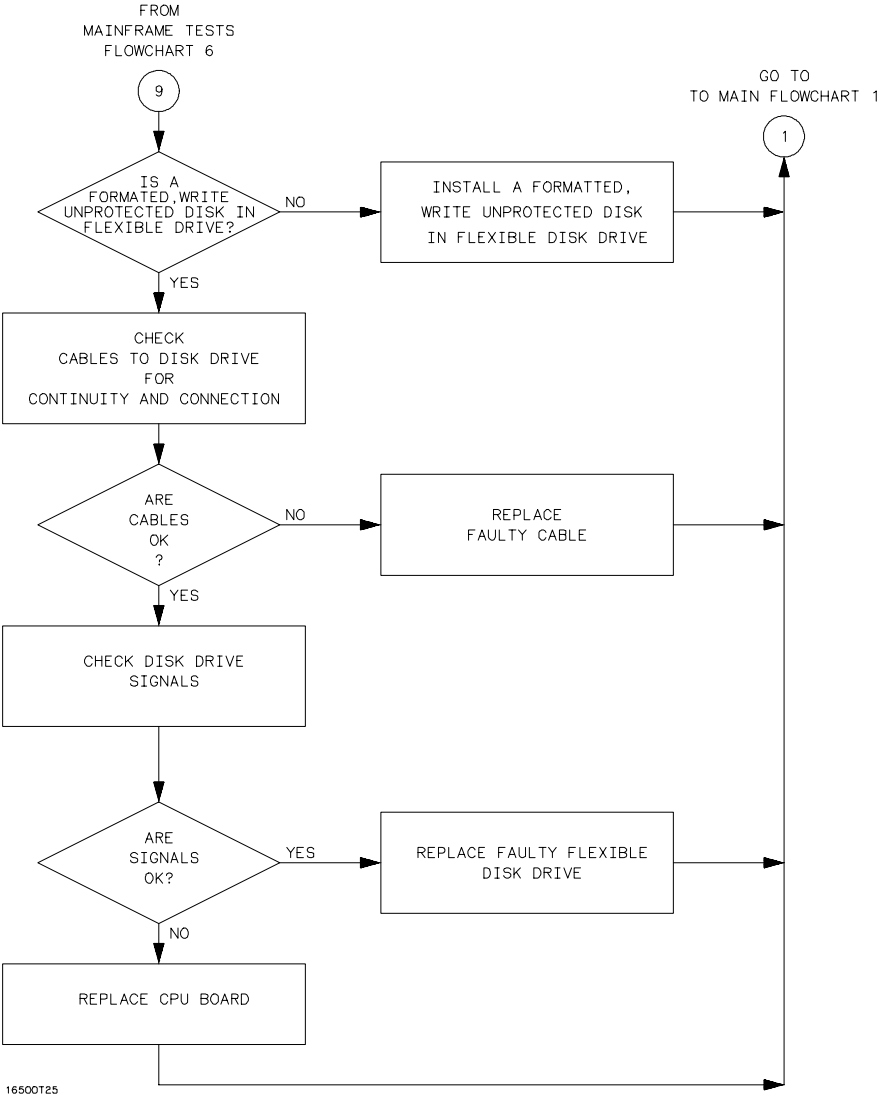 FROM
MAINFRAME TESTS
FLOWCHART 6
9
GO TO
TO MAIN FLOWCHART 1
1
IS A
FORMATED,WRITE
UNPROTECTED DISK IN
FLEXIBLE DRIVE?
NO
INSTALL A FORMATTED,
WRITE UNPROTECTED DISK
IN FLEXIBLE DISK DRIVE
YES
CHECK
CABLES TO DISK DRIVE
FOR
CONTINUITY AND CONNECTION
ARE
CABLES
OK
?
NO
REPLACE
FAULTY CABLE
YES
CHECK DISK DRIVE
SIGNALS
ARE
SIGNALS
OK?
YES
REPLACE FAULTY FLEXIBLE
DISK DRIVE
NO
REPLACE CPU BOARD
16500T25